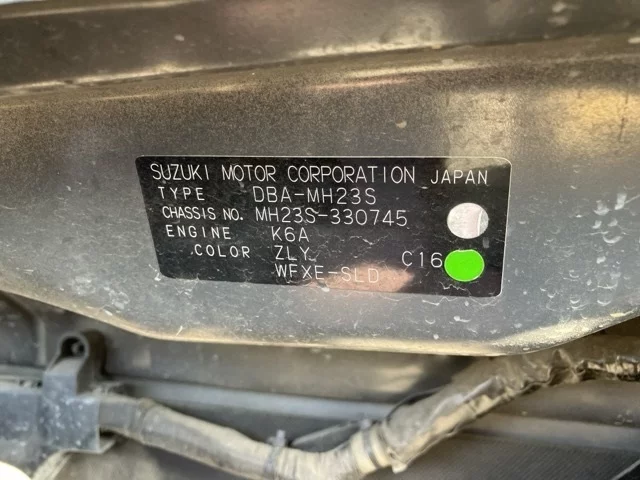 SUZUKI MOTOR CORPORATION JAPAN
TYPE DBA-MH23S
CHASSIS NO. MH23S-330745
ENGINE K6A
COLOR ZLY C16
WFXE-SLD